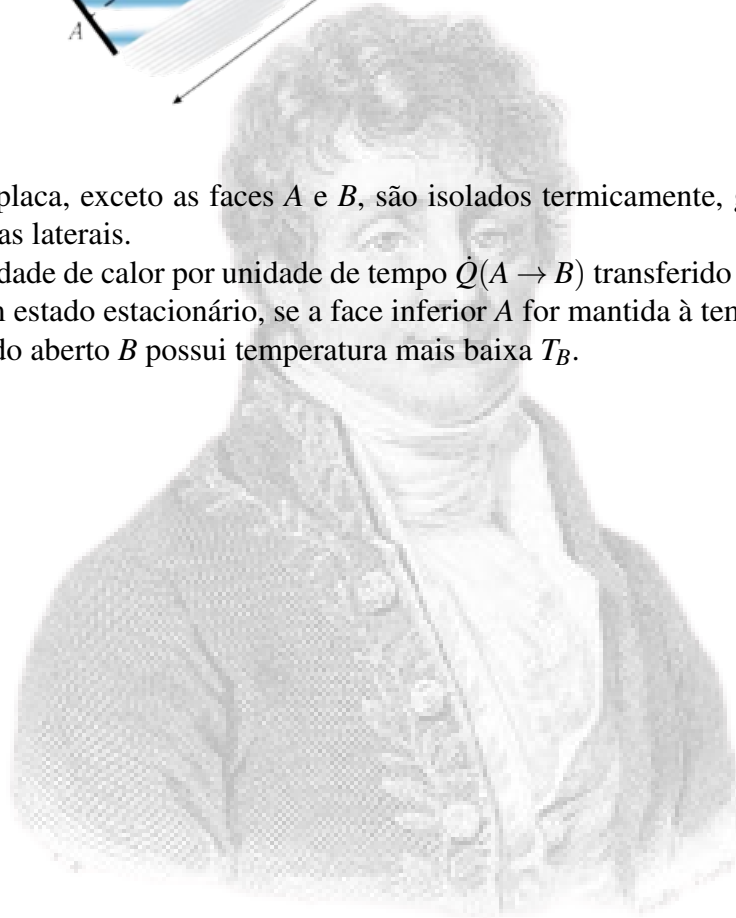 A
placa, exceto as faces A e B, são isolados termicamente,
as laterais.
dade de calor por unidade de tempo Q̇(A → B) transferido
estado estacionário, se a face inferior A for mantida à
do aberto B possui temperatura mais baixa T_B.